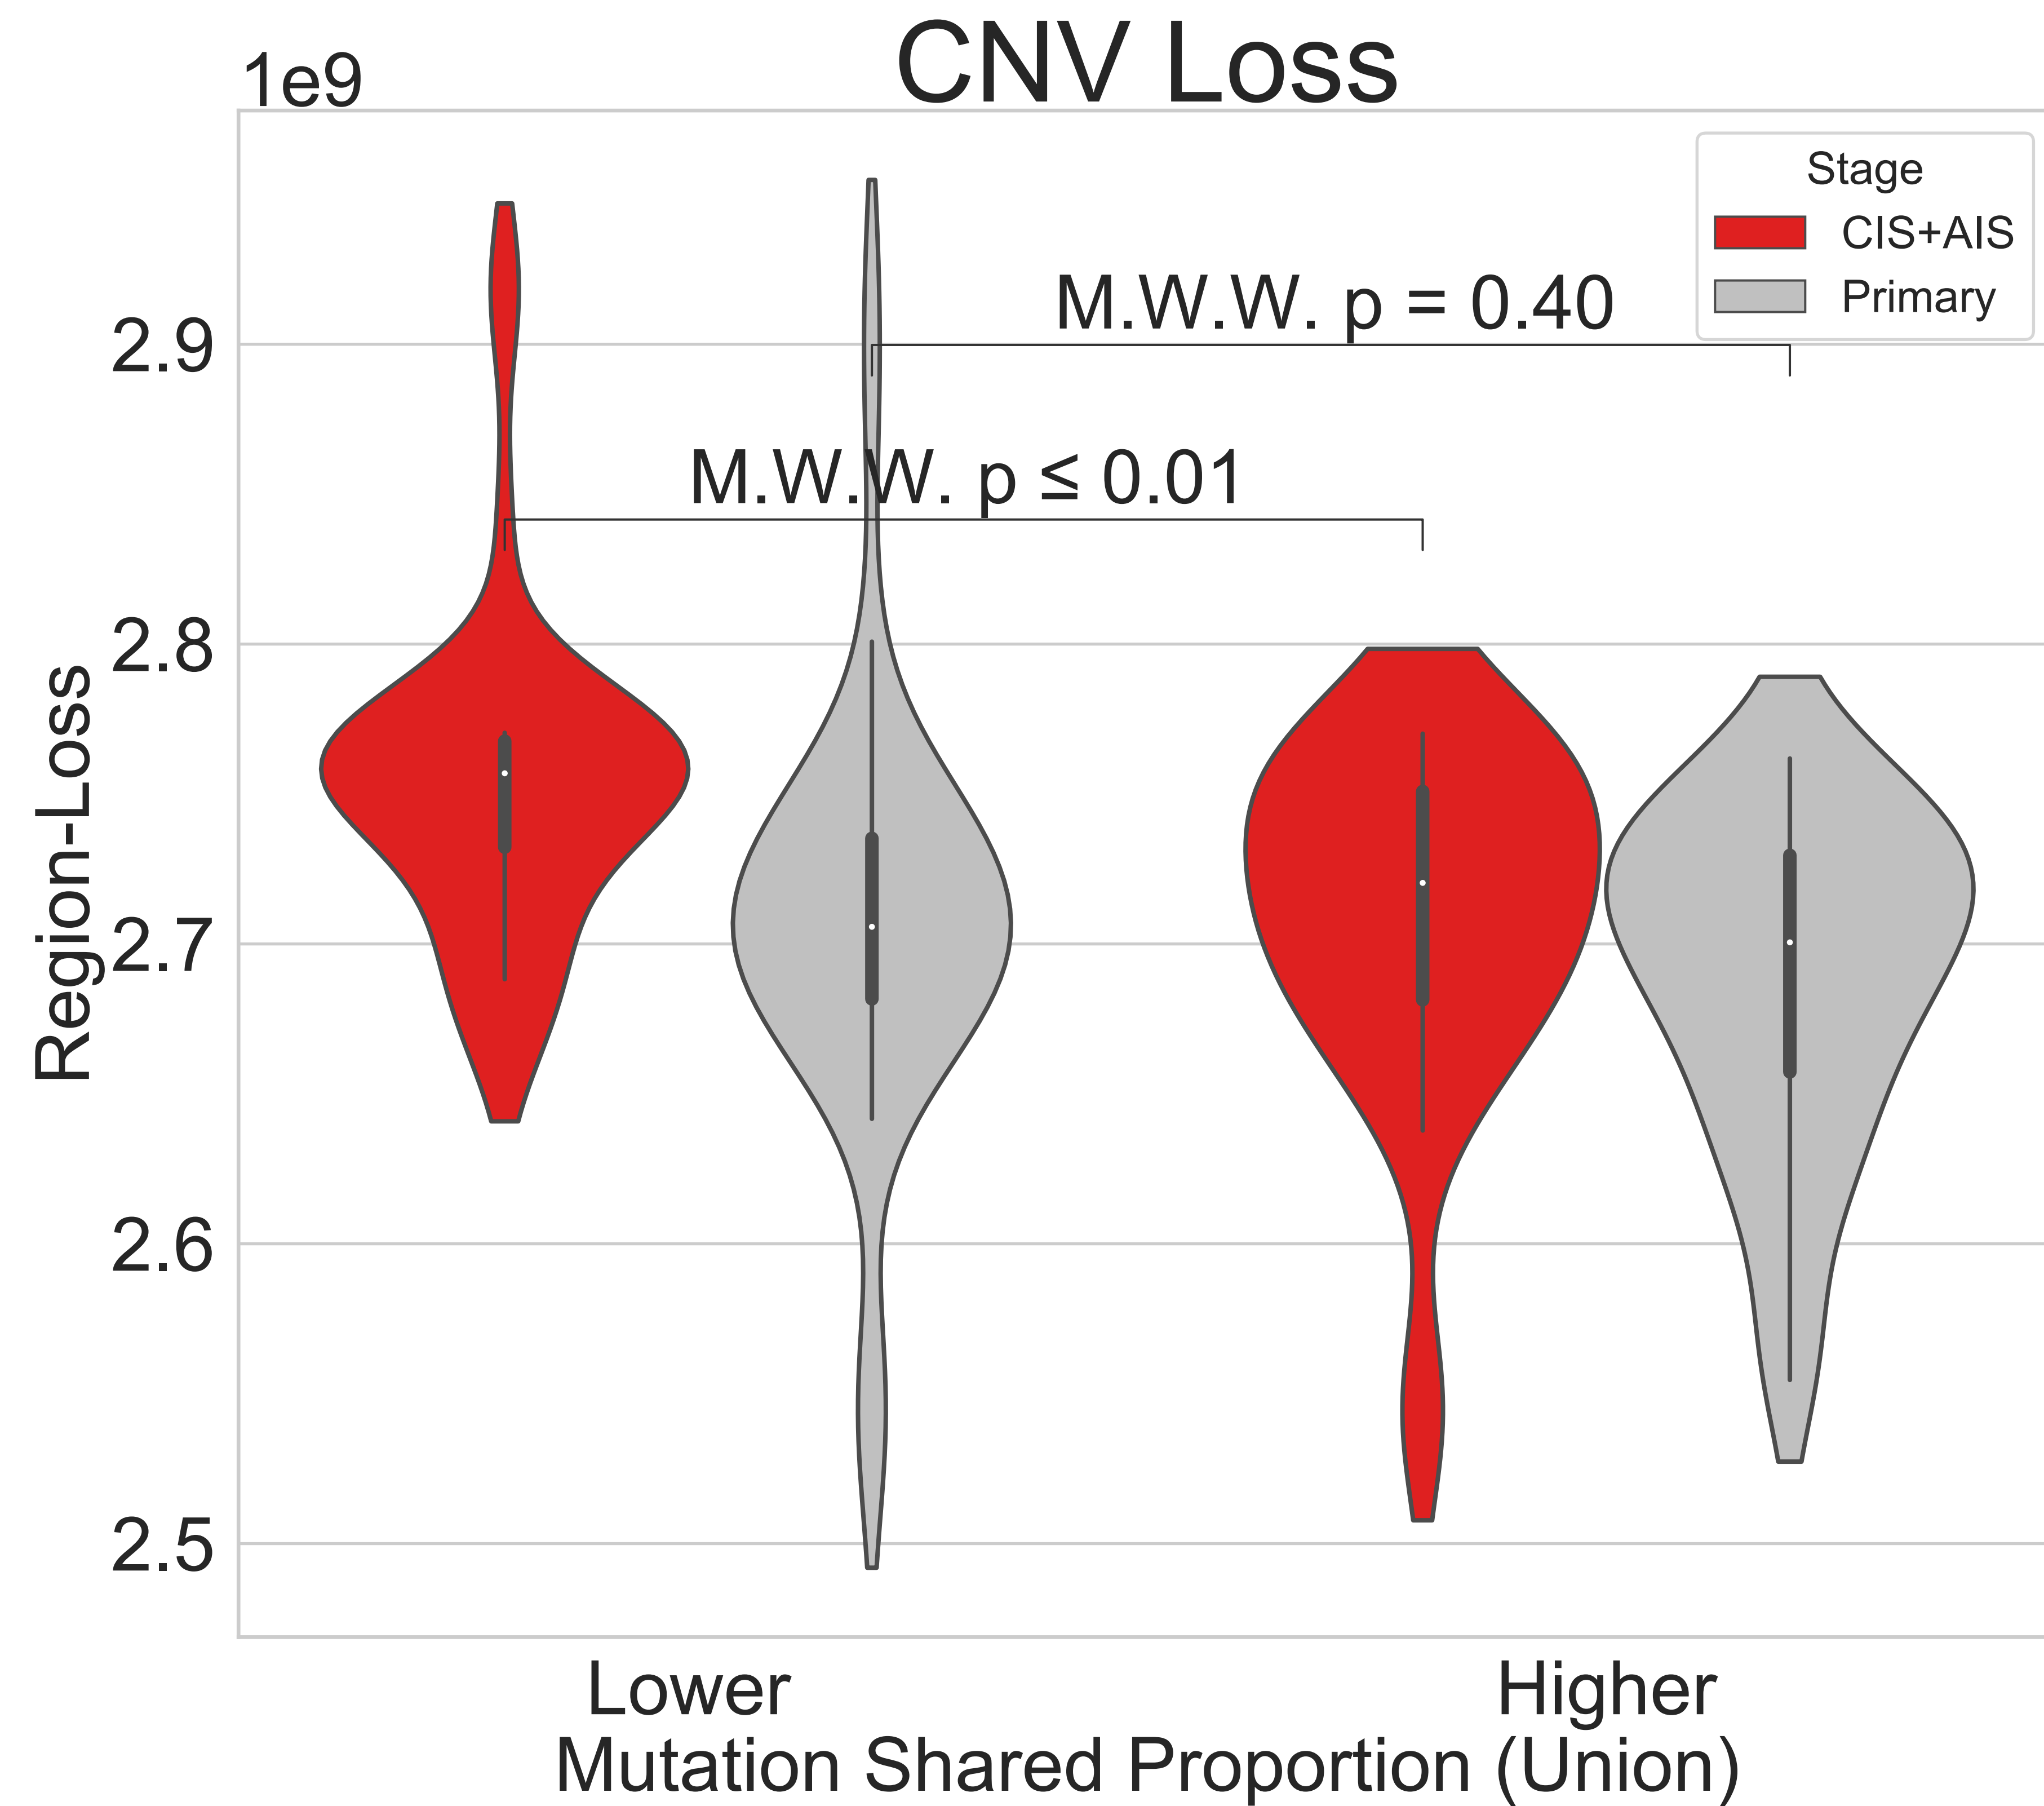 CNV Loss
1e9
Stage
CIS+AIS
Primary
M.W.W. p = 0.40
M.W.W. p ≤ 0.01
2.9
2.8
2.7
2.6
2.5
Region-Loss
Lower
Higher
Mutation Shared Proportion (Union)